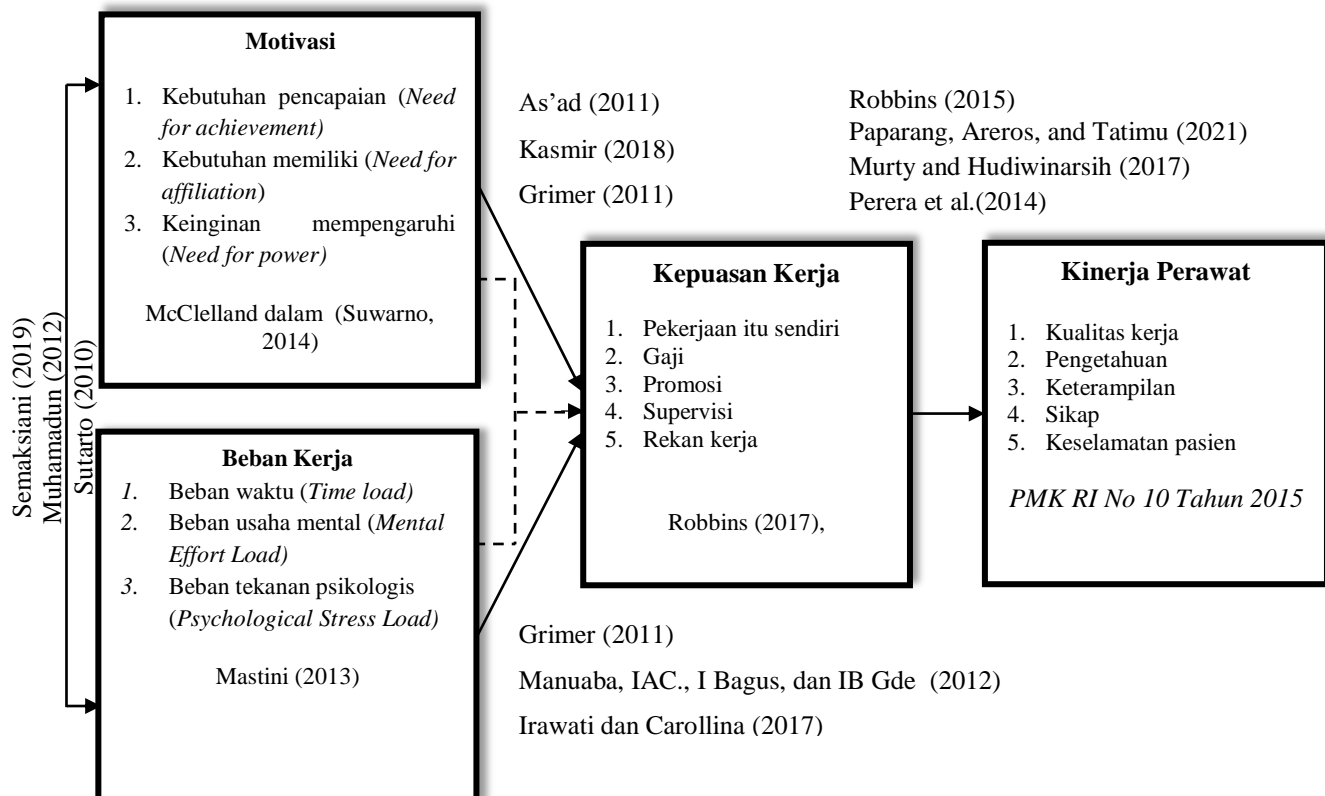 Motivasi
1. Kebutuhan pencapaian (Need
for achievement)
2. Kebutuhan memiliki (Need for
affiliation)
3. Keinginan mempengaruhi
(Need for power)
McClelland dalam (Suwarno,
2014)
As'ad (2011)
Kasmir (2018)
Grimer (2011)
Robbins (2015)
Paparang, Areros, and Tatimu (2021)
Murty and Hudiwinarsih (2017)
Perera et al.(2014)
Semaksiani (2019)
Muhamadun (2012)
Sutarto (2010)
Kepuasan Kerja
1. Pekerjaan itu sendiri
2. Gaji
3. Promosi
4. Supervisi
5. Rekan kerja
Robbins (2017),
Kinerja Perawat
1. Kualitas kerja
2. Pengetahuan
3. Keterampilan
4. Sikap
5. Keselamatan pasien
PMK RI No 10 Tahun 2015
Beban Kerja
1. Beban waktu (Time load)
2. Beban usaha mental (Mental
Effort Load)
3. Beban tekanan psikologis
(Psychological Stress Load)
Mastini (2013)
Grimer (2011)
Manuaba, IAC., I Bagus, dan IB Gde (2012)
Irawati dan Carollina (2017)